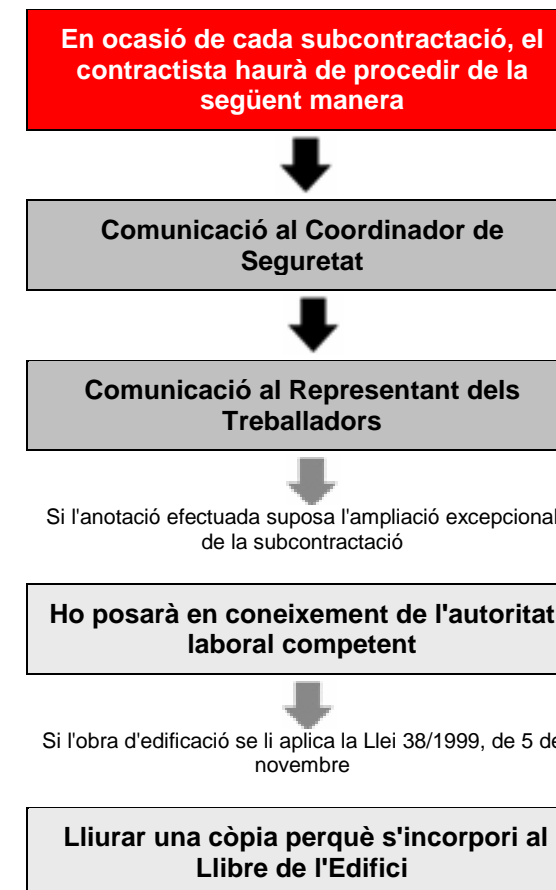 En ocasió de cada subcontractació, el
contractista haurà de procedir de la
següent manera
Comunicació al Coordinador de
Seguretat
Comunicació al Representant dels
Treballadors
Si l'anotació efectuada suposa l'ampliació excepcional
de la subcontractació
Ho posarà en coneixement de l'autoritat
laboral competent
Si l'obra d'edificació se li aplica la Llei 38/1999, de 5 de
novembre
Lliurar una còpia perquè s'incorpori al
Llibre de l'Edifici